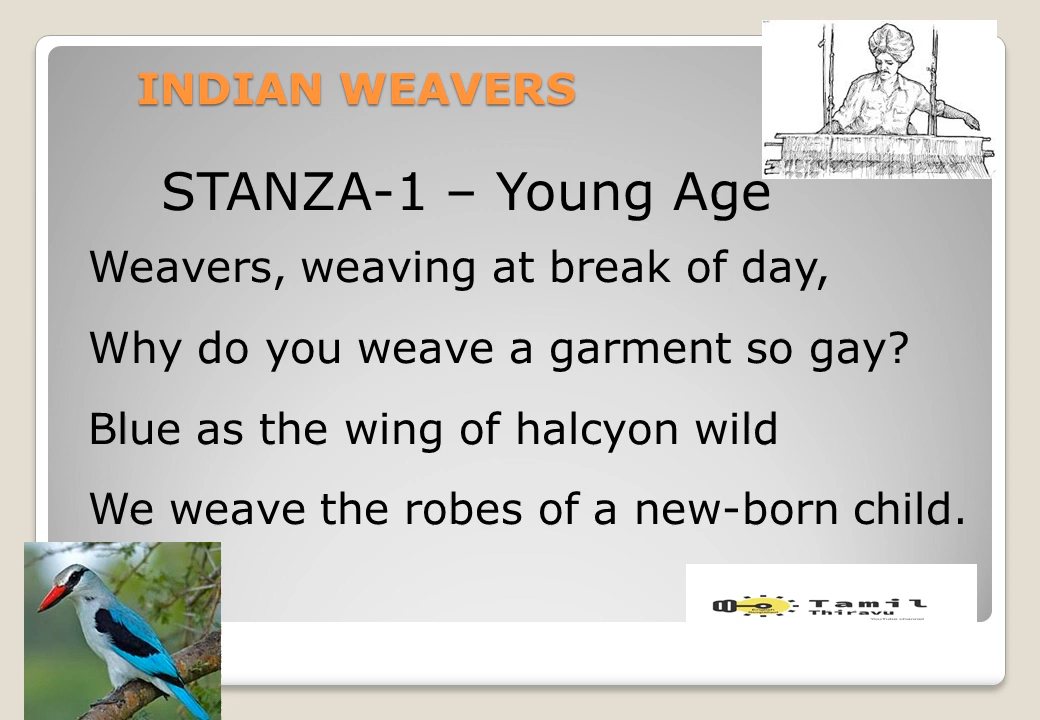 INDIAN WEAVERS
STANZA-1 – Young Age
Weavers, weaving at break of day,
Why do you weave a garment so gay?
Blue as the wing of halcyon wild
We weave the robes of a new-born child.
Tamil
Thiravu